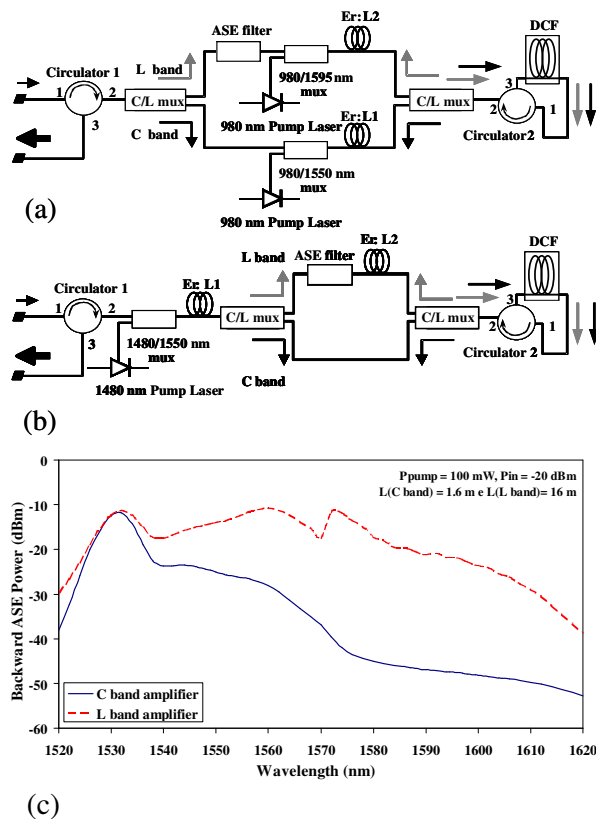 ASE filter
Er: L2
DCF
Circulator 1
L band
1
2
3
C/L mux
C band
980/1595 nm
mux
980 nm Pump Laser
Er:L1
C/L mux
3
2
1
Circulator2
980/1550 nm
mux
980 nm Pump Laser
(a)
Er: L2
DCF
ASE filter
L band
Circulator 1
Er: L1
1
2
3
C/L mux
C/L mux
3
2
1
Circulator 2
1480/1550 nm
mux
1480 nm Pump Laser
C band
(b)
Ppump = 100 mW, Pin = -20 dBm
L(C band) = 1.6 m e L(L band)= 16 m
Backward ASE Power (dBm)
0
-10
-20
-30
-40
-50
-60
C band amplifier
L band amplifier
1520 1530 1540 1550 1560 1570 1580 1590 1600 1610 1620
Wavelength (nm)
(c)